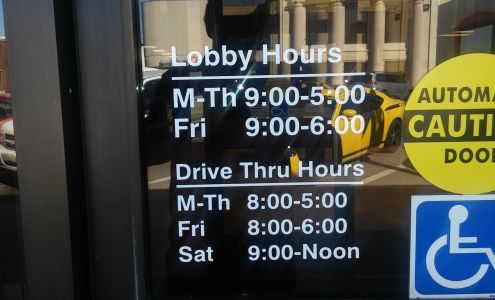 Lobby Hours
M-Th 9:00-5:00
Fri 9:00-6:00
Drive Thru Hours
M-Th 8:00-5:00
Fri 8:00-6:00
Sat 9:00-Noon
AUTOMA
CAUTI
DOO